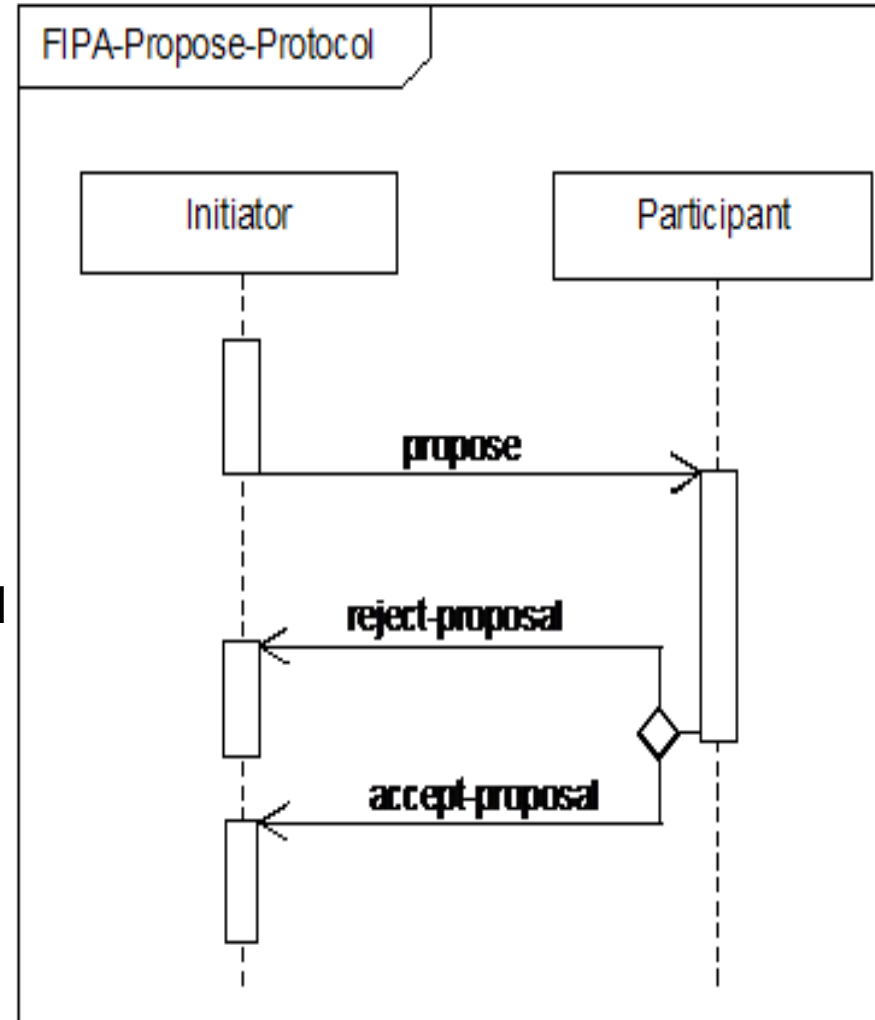 FIPA-Propose-Protocol
Initiator
Participant
propose
reject-proposal
accept-proposal